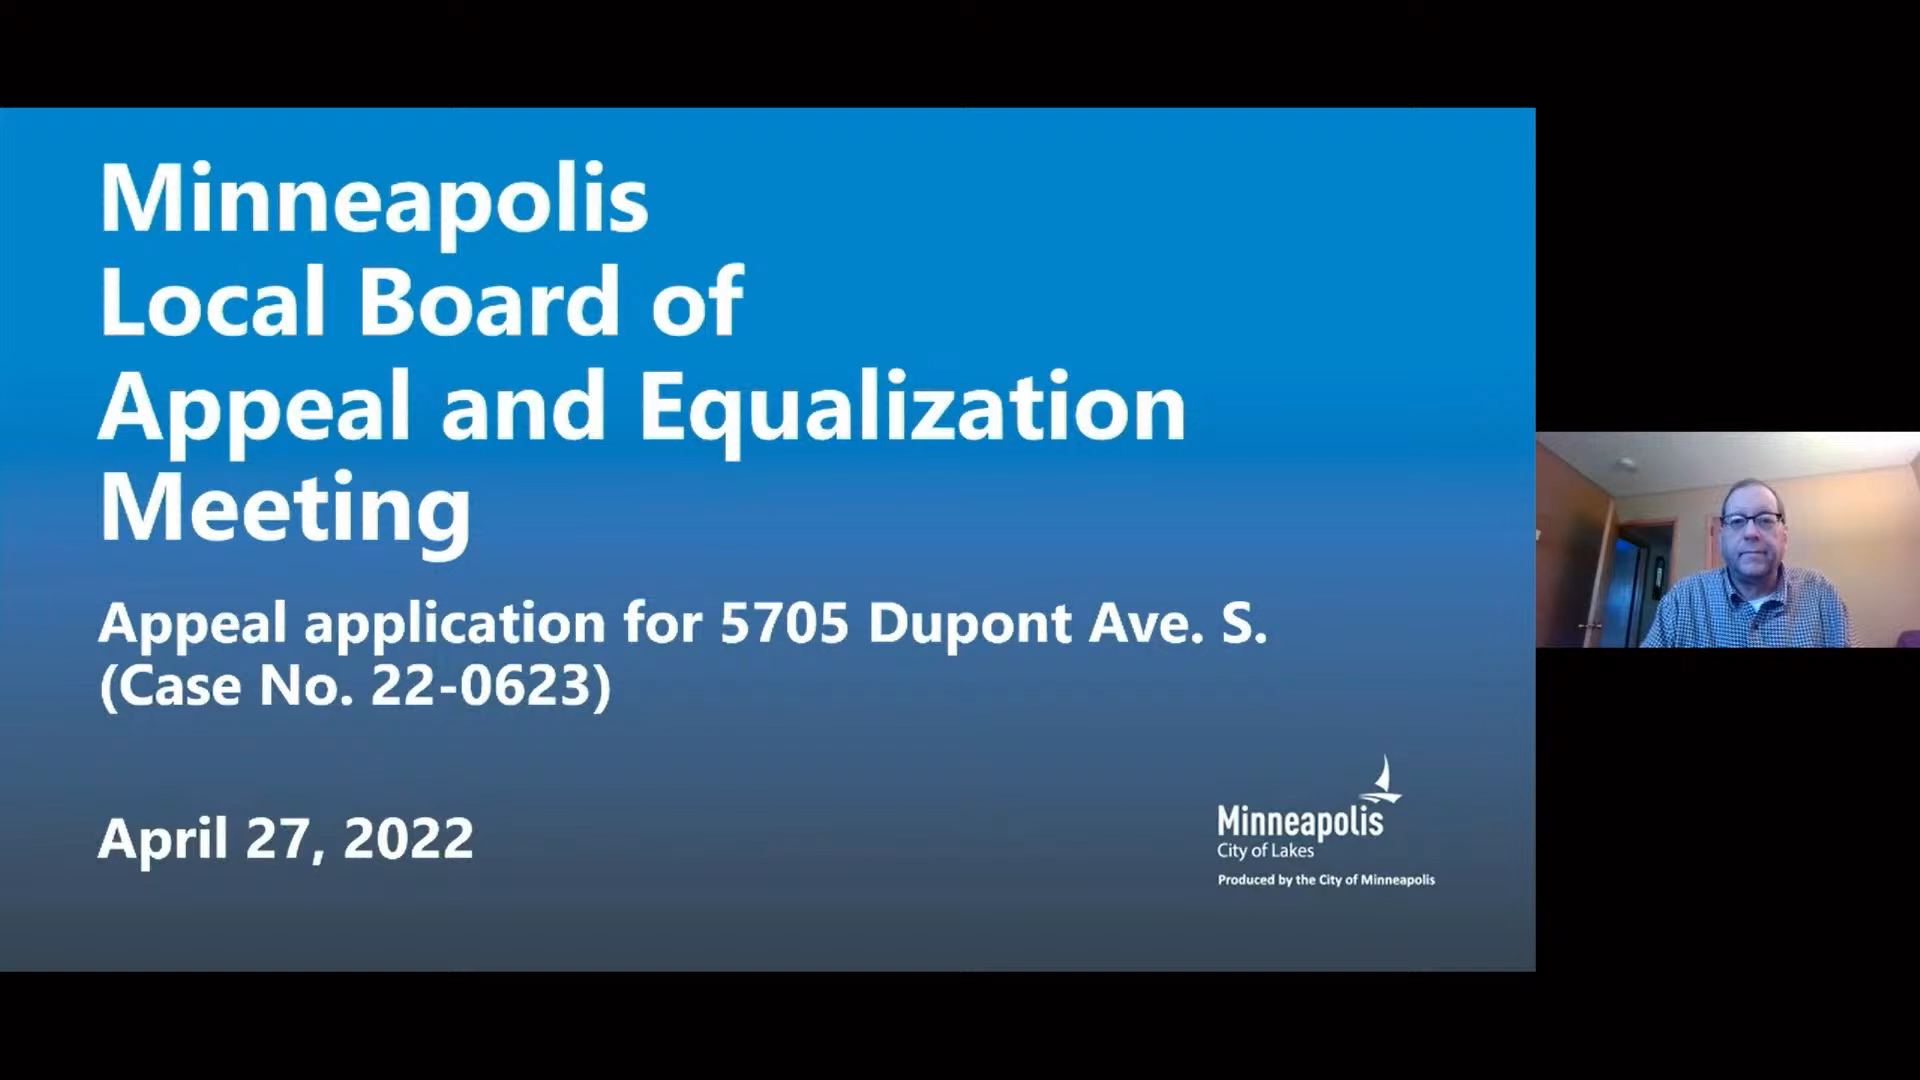 Minneapolis
Local Board of
Appeal and Equalization
Meeting
Appeal application for 5705 Dupont Ave. S.
(Case No. 22-0623)
April 27, 2022
Minneapolis
City of Lakes
Produced by the City of Minneapolis